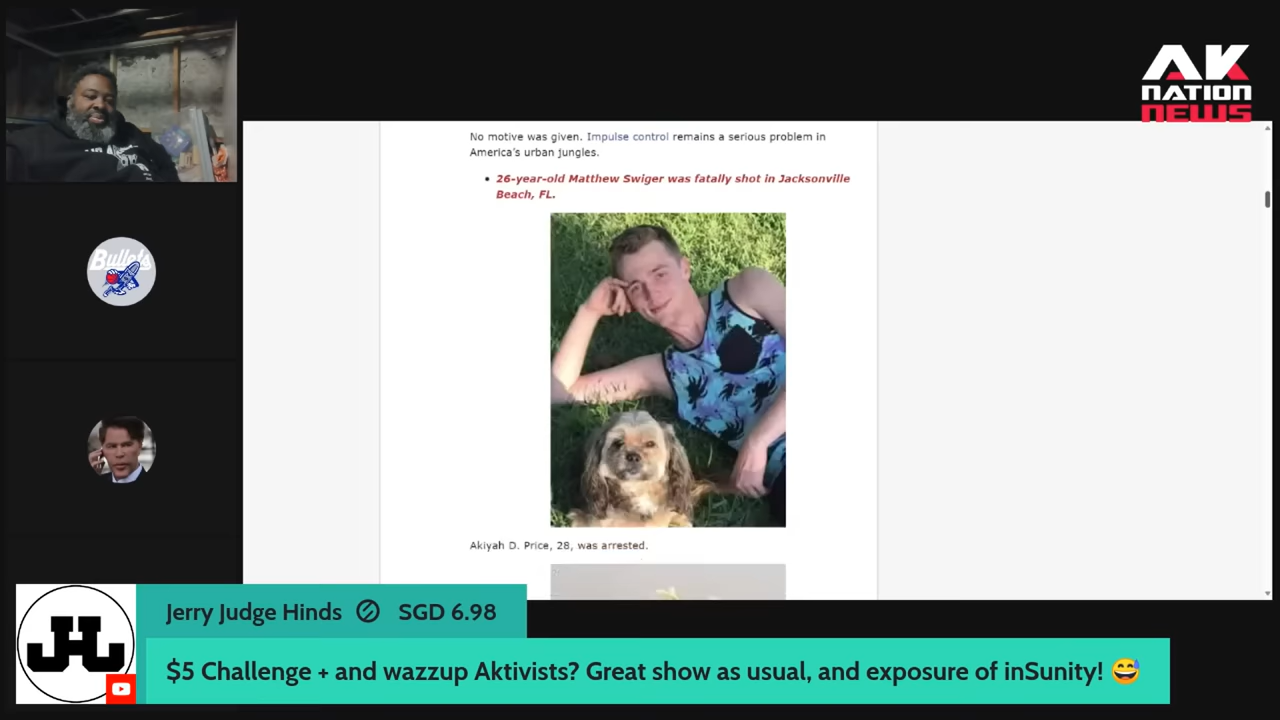 AK
NATION
NEWS
No motive was given. Impulse control remains a serious problem in
America's urban jungles.
• 26-year-old Matthew Swiger was fatally shot in Jacksonville
Beach, FL.
Bullets
Akiyah D. Price, 28, was arrested.
Jerry Judge Hinds SGD 6.98
JHL
$5 Challenge + and wazzup Aktivists? Great show as usual, and exposure of inSunity! 😅